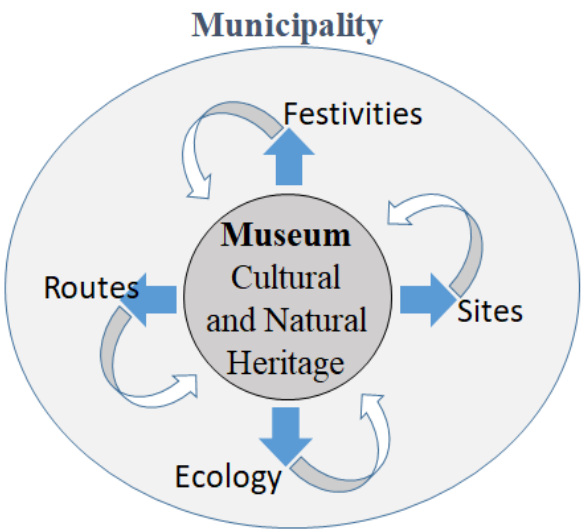 Municipality
Festivities
Museum
Cultural
and Natural
Heritage
Routes
Sites
Ecology